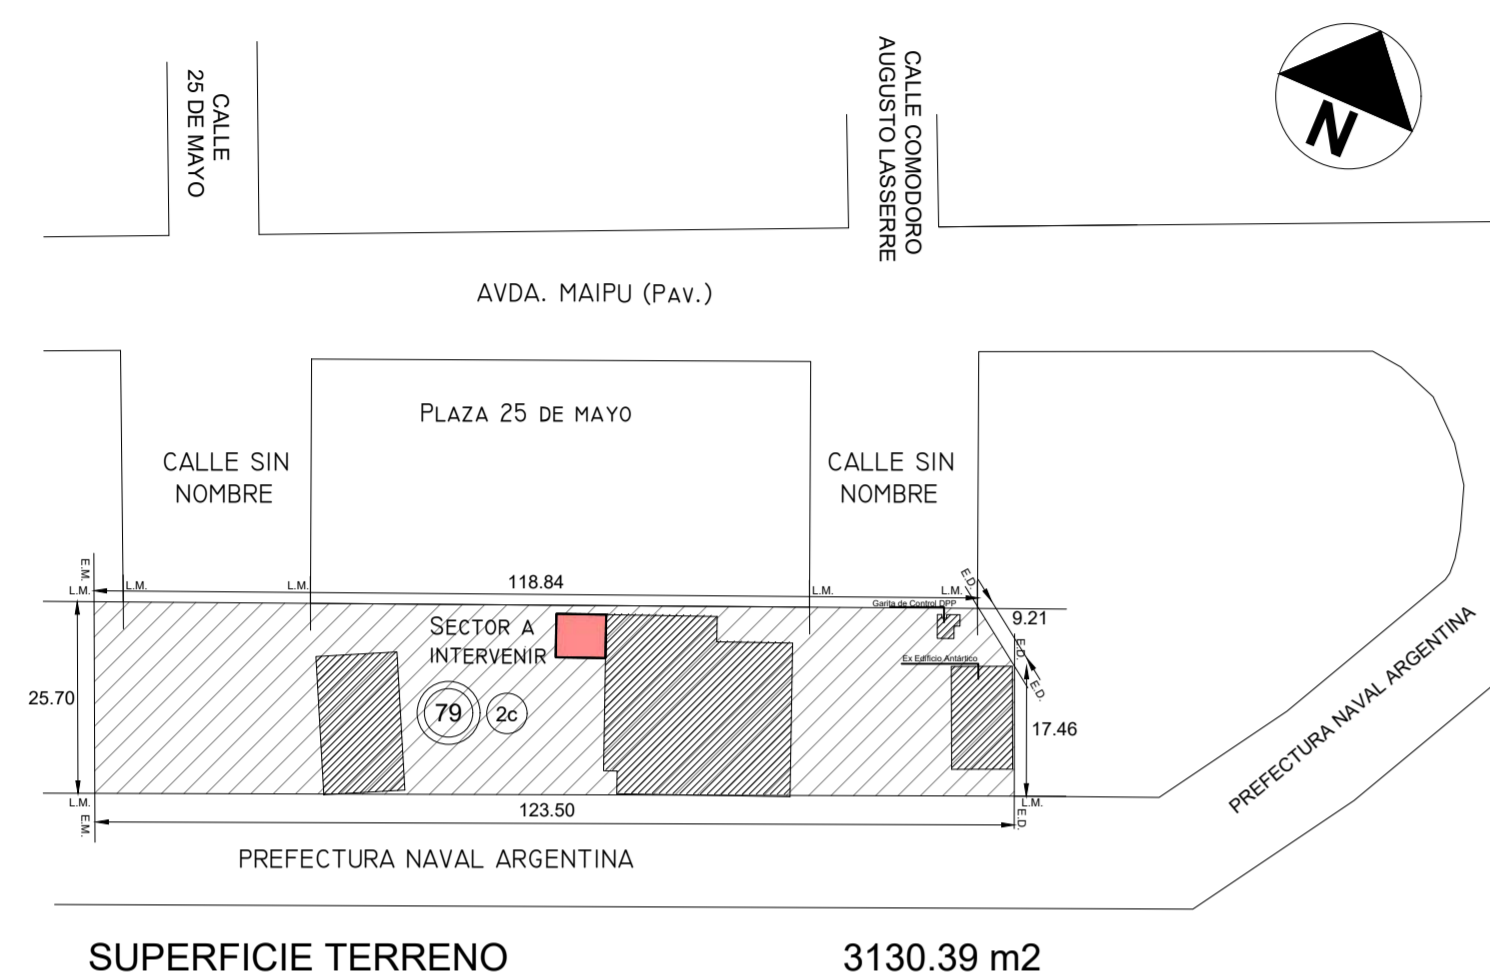 CALLE
25 DE MAYO
CALLE COMODORO
AUGUSTO LASSERRE
N
AVDA. MAIPU (PAV.)
PLAZA 25 DE MAYO
CALLE SIN
NOMBRE
CALLE SIN
NOMBRE
E.M.
L.M.
L.M.
L.M.
118.84
L.M.
L.M.
E.D.
Garita de Control DPP
9.21
SECTOR A
INTERVENIR
E.D.
Ex Edificio Antártico
E.D.
25.70
79
2c
17.46
PREFECTURA NAVAL ARGENTINA
L.M.
E.M.
123.50
L.M.
E.D.
PREFECTURA NAVAL ARGENTINA
SUPERFICIE TERRENO 3130.39 m2